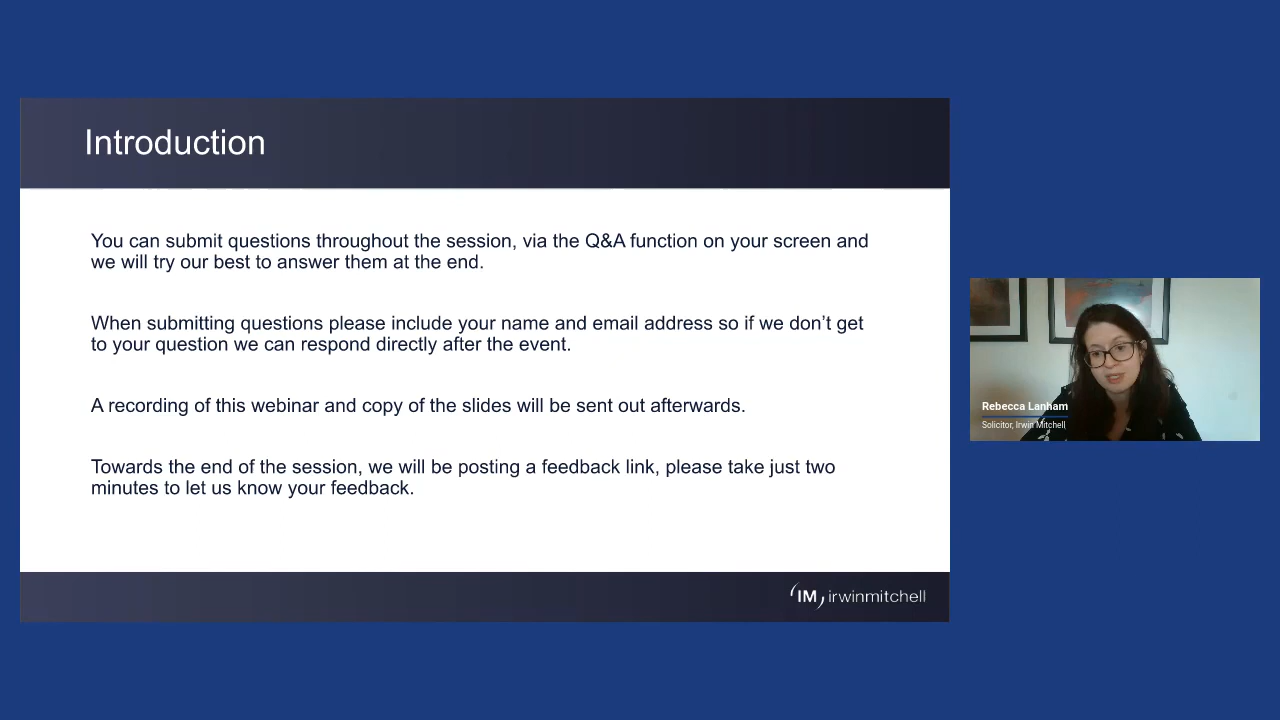 Introduction
You can submit questions throughout the session, via the Q&A function on your screen and
we will try our best to answer them at the end.
When submitting questions please include your name and email address so if we don’t get
to your question we can respond directly after the event.
A recording of this webinar and copy of the slides will be sent out afterwards.
Towards the end of the session, we will be posting a feedback link, please take just two
minutes to let us know your feedback.
IM irwinmitchell
Rebecca Lanham
Solicitor, Irwin Mitchell